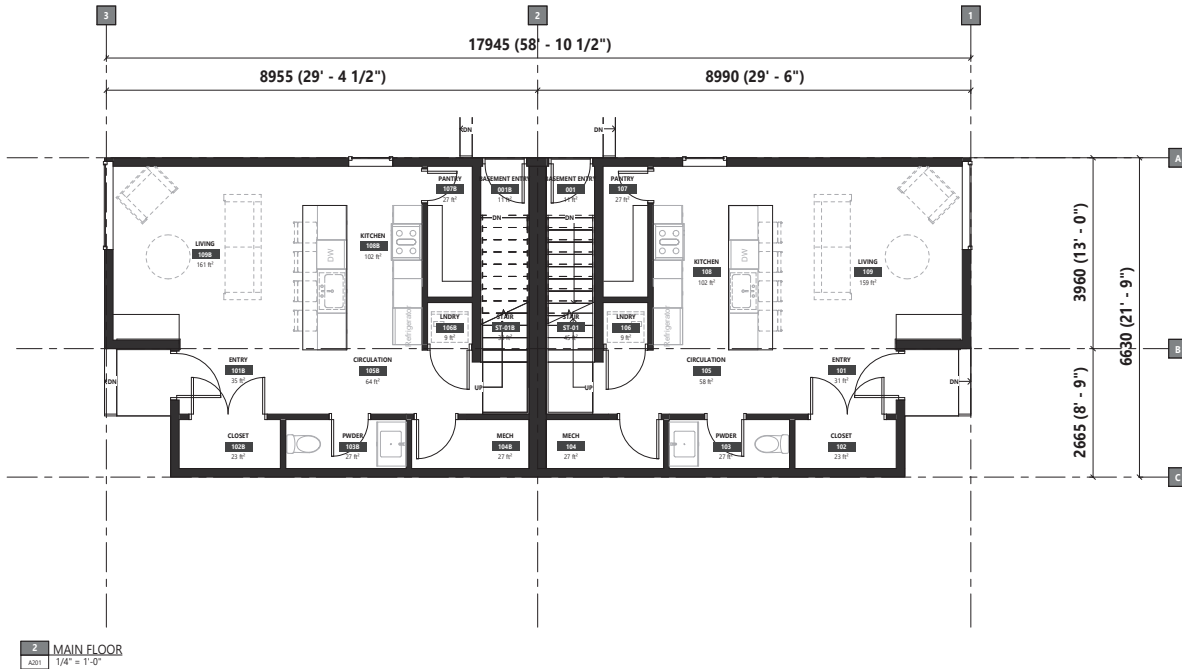 3
2
1
17945 (58' - 10 1/2")
8955 (29' - 4 1/2")
8990 (29' - 6")
DN
DN
A
PANTRY
107B
27 ft²
BASEMENT ENTRY
001B
11 ft²
BASEMENT ENTRY
001
11 ft²
PANTRY
107
27 ft²
DN
DN
LIVING
109B
161 ft²
KITCHEN
108B
102 ft²
DW
KITCHEN
108
102 ft²
DW
LIVING
109
159 ft²
3960 (13' - 0")
6630 (21' - 9")
Refrigerator
LNDRY
106B
9 ft²
STAIR
ST-01B
STAIR
ST-01
45 ft²
LNDRY
106
9 ft²
Refrigerator
B
ENTRY
101B
35 ft²
CIRCULATION
105B
64 ft²
CIRCULATION
105
58 ft²
ENTRY
101
31 ft²
DN
UP
UP
DN
2665 (8' - 9")
CLOSET
102B
23 ft²
PWDER
103B
27 ft²
MECH
104B
27 ft²
MECH
104
27 ft²
PWDER
103
27 ft²
CLOSET
102
23 ft²
C
2 MAIN FLOOR
A201 1/4" = 1'-0"